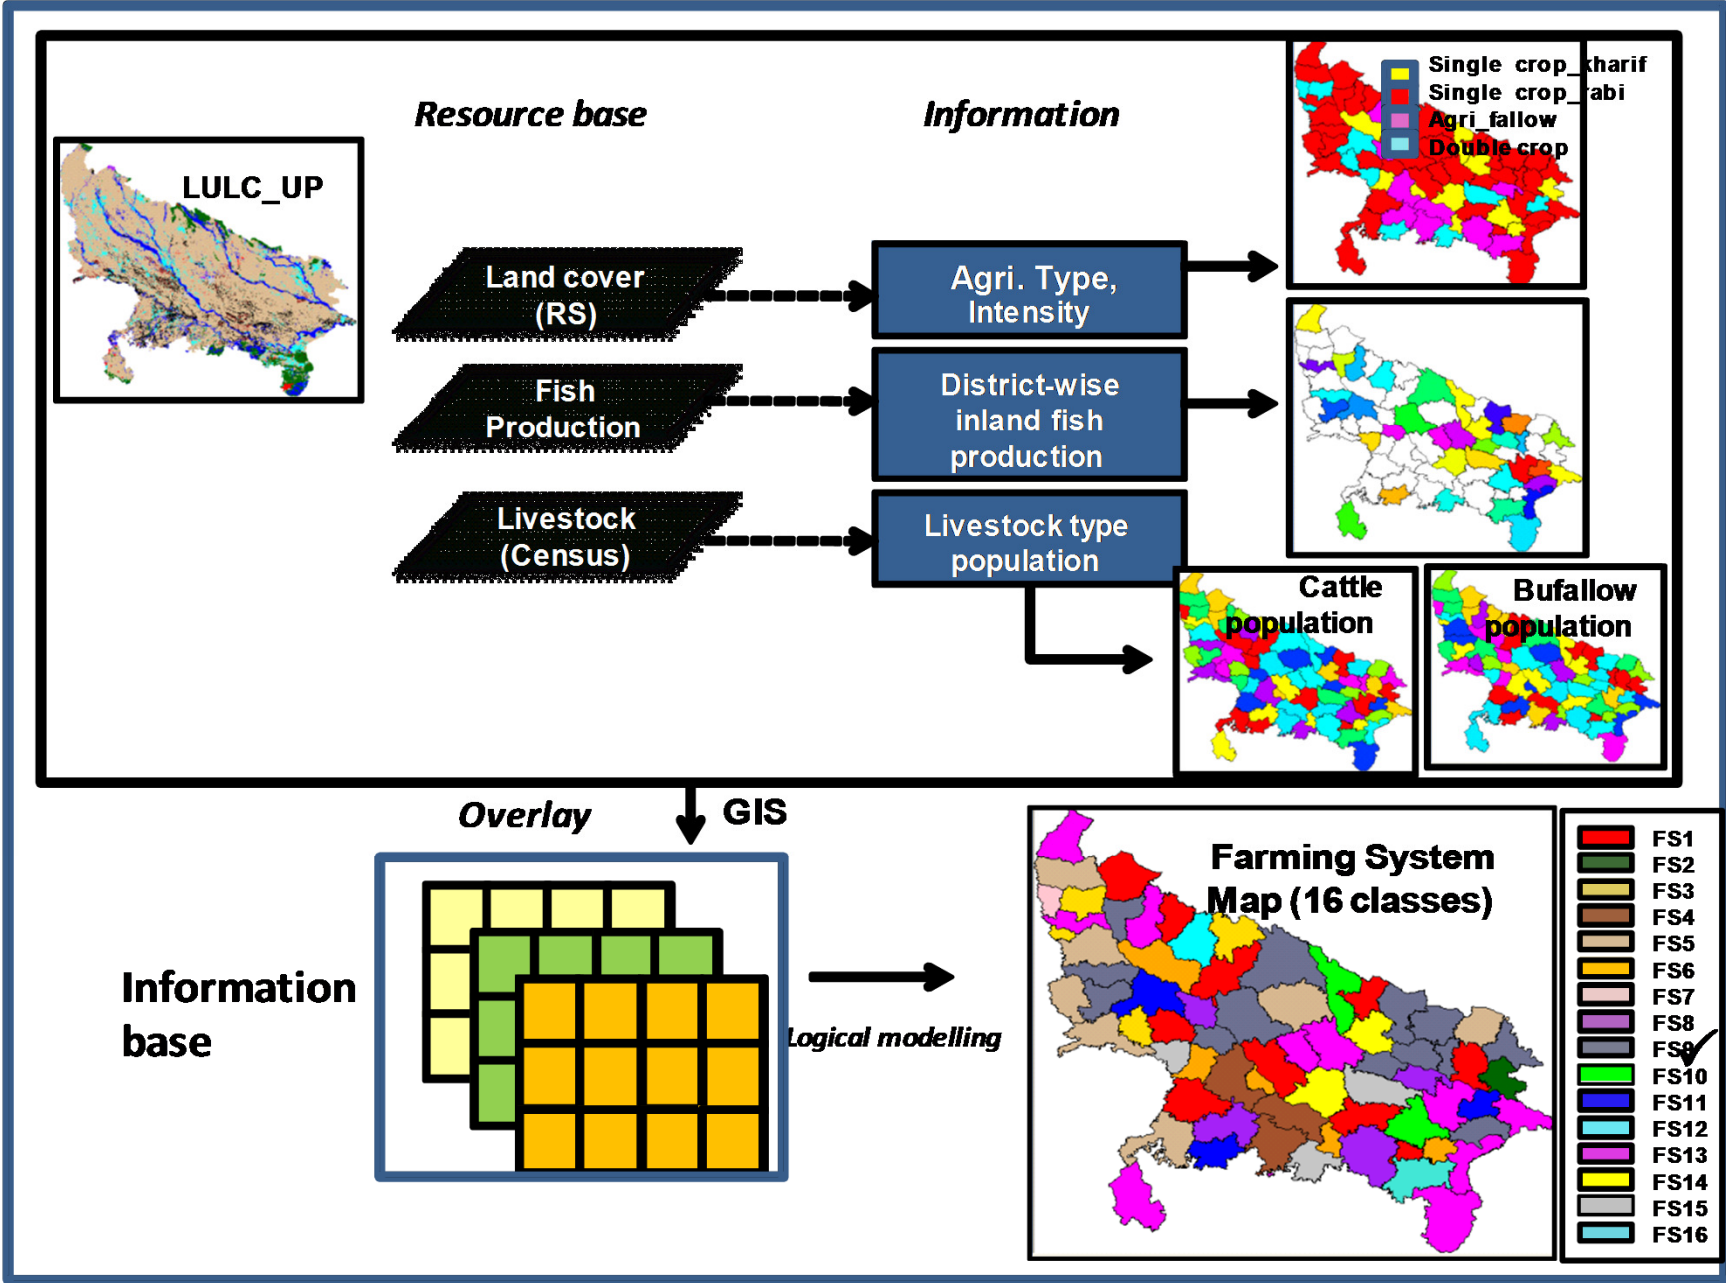 Resource base
Information
Single crop_kharif
Single crop_rabi
Agri_fallow
Double crop
LULC_UP
Land cover
(RS)
Agri. Type,
Intensity
Fish
Production
District-wise
inland fish
production
Livestock
(Census)
Livestock type
population
Cattle
population
Bufallow
population
Overlay
GIS
Information
base
Logical modelling
Farming System
Map (16 classes)
FS1
FS2
FS3
FS4
FS5
FS6
FS7
FS8
FS9
FS10
FS11
FS12
FS13
FS14
FS15
FS16